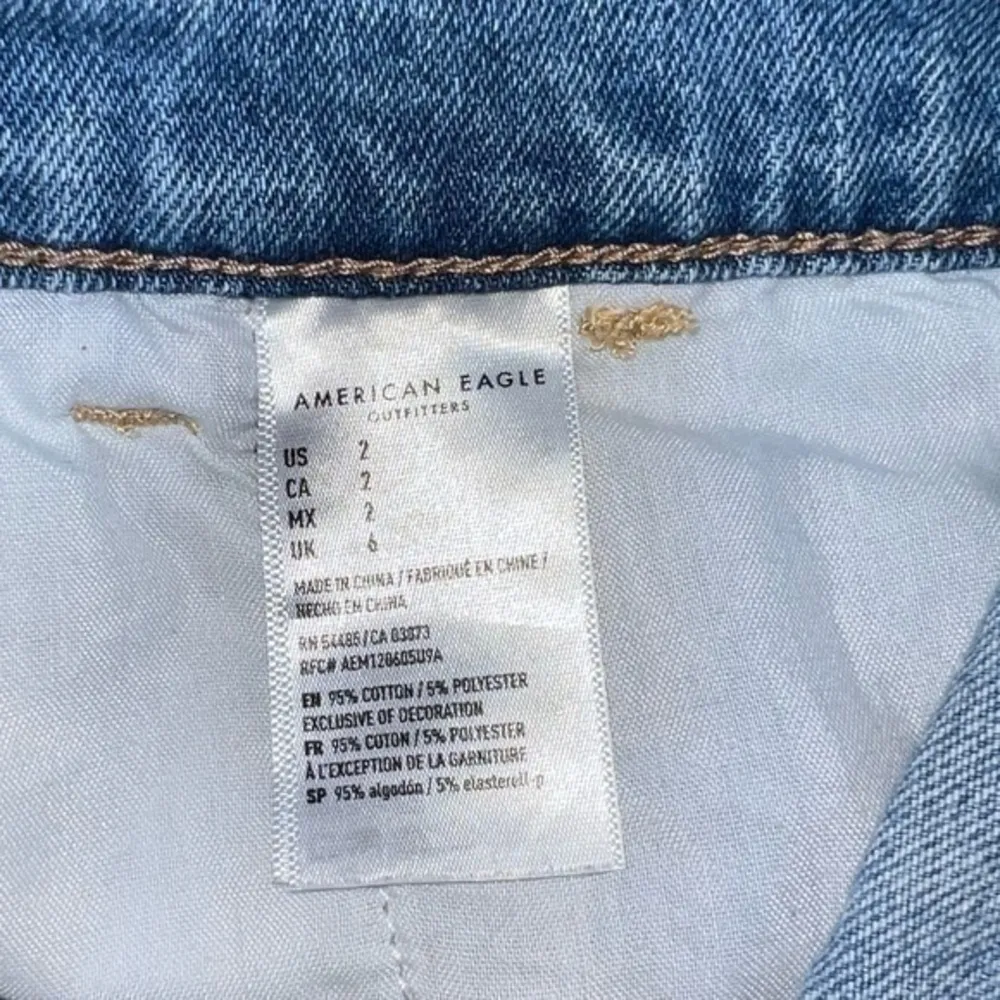 AMERICAN EAGLE
OUTFITTERS
US 2
CA 2
MX 2
UK 6
MADE IN CHINA / FABRIQUÉ EN CHINE /
HECHO EN CHINA
RN 54485 / CA 03073
RFC# AEM120605U9A
EN 95% COTTON / 5% POLYESTER
EXCLUSIVE OF DECORATION
FR 95% COTON / 5% POLYESTER
À L'EXCEPTION DE LA GARNITURE
SP 95% algodón / 5% elasterell-p